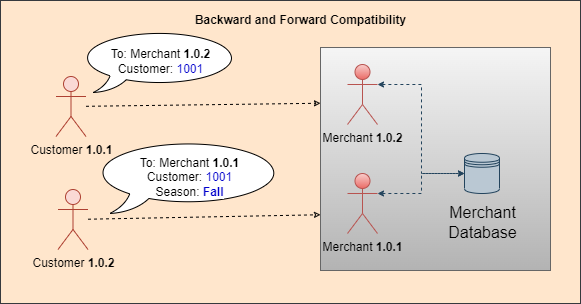 Backward and Forward Compatibility
To: Merchant 1.0.2
Customer: 1001
Customer 1.0.1
Merchant 1.0.2
To: Merchant 1.0.1
Customer: 1001
Season: Fall
Customer 1.0.2
Merchant 1.0.1
Merchant
Database